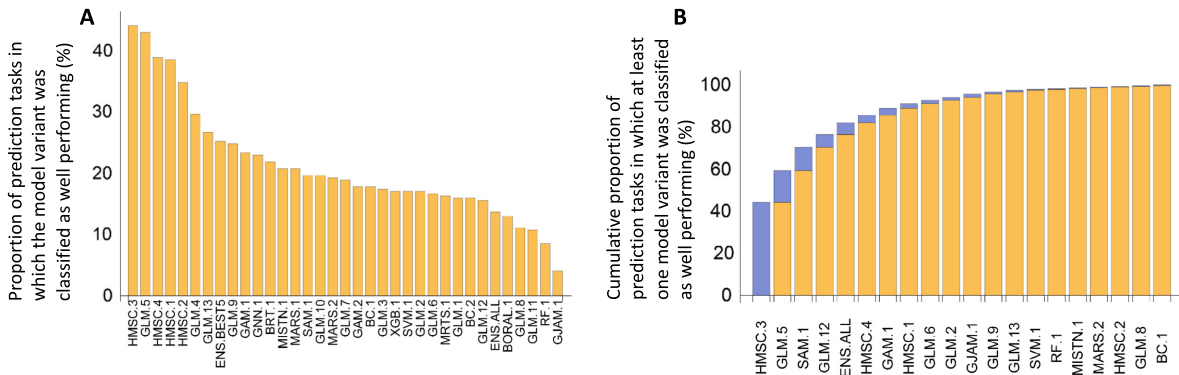 A
Proportion of prediction tasks in
which the model variant was
classified as well performing (%)
40
30
20
10
0
HMSC.3
GLM.5
HMSC.4
HMSC.1
HMSC.2
GLM.4
GLM.13
ENS.BEST5
GLM.9
GAM.1
GNN.1
BRT.1
MISTN.1
MARS.1
SAM.1
GLM.10
MARS.2
GLM.7
GAM.2
BC.1
GLM.3
XGB.1
SVM.1
GLM.2
GLM.6
MRTS.1
GLM.1
BC.2
GLM.12
ENS.ALL
BORAL.1
GLM.8
GLM.11
RF.1
GJAM.1
B
Cumulative proportion of
prediction tasks in which at least
one model variant was classified
as well performing (%)
100
80
60
40
20
0
HMSC.3
GLM.5
SAM.1
GLM.12
ENS.ALL
HMSC.4
GAM.1
HMSC.1
GLM.6
GLM.2
GJAM.1
GLM.9
GLM.13
SVM.1
RF.1
MISTN.1
MARS.2
HMSC.2
GLM.8
BC.1